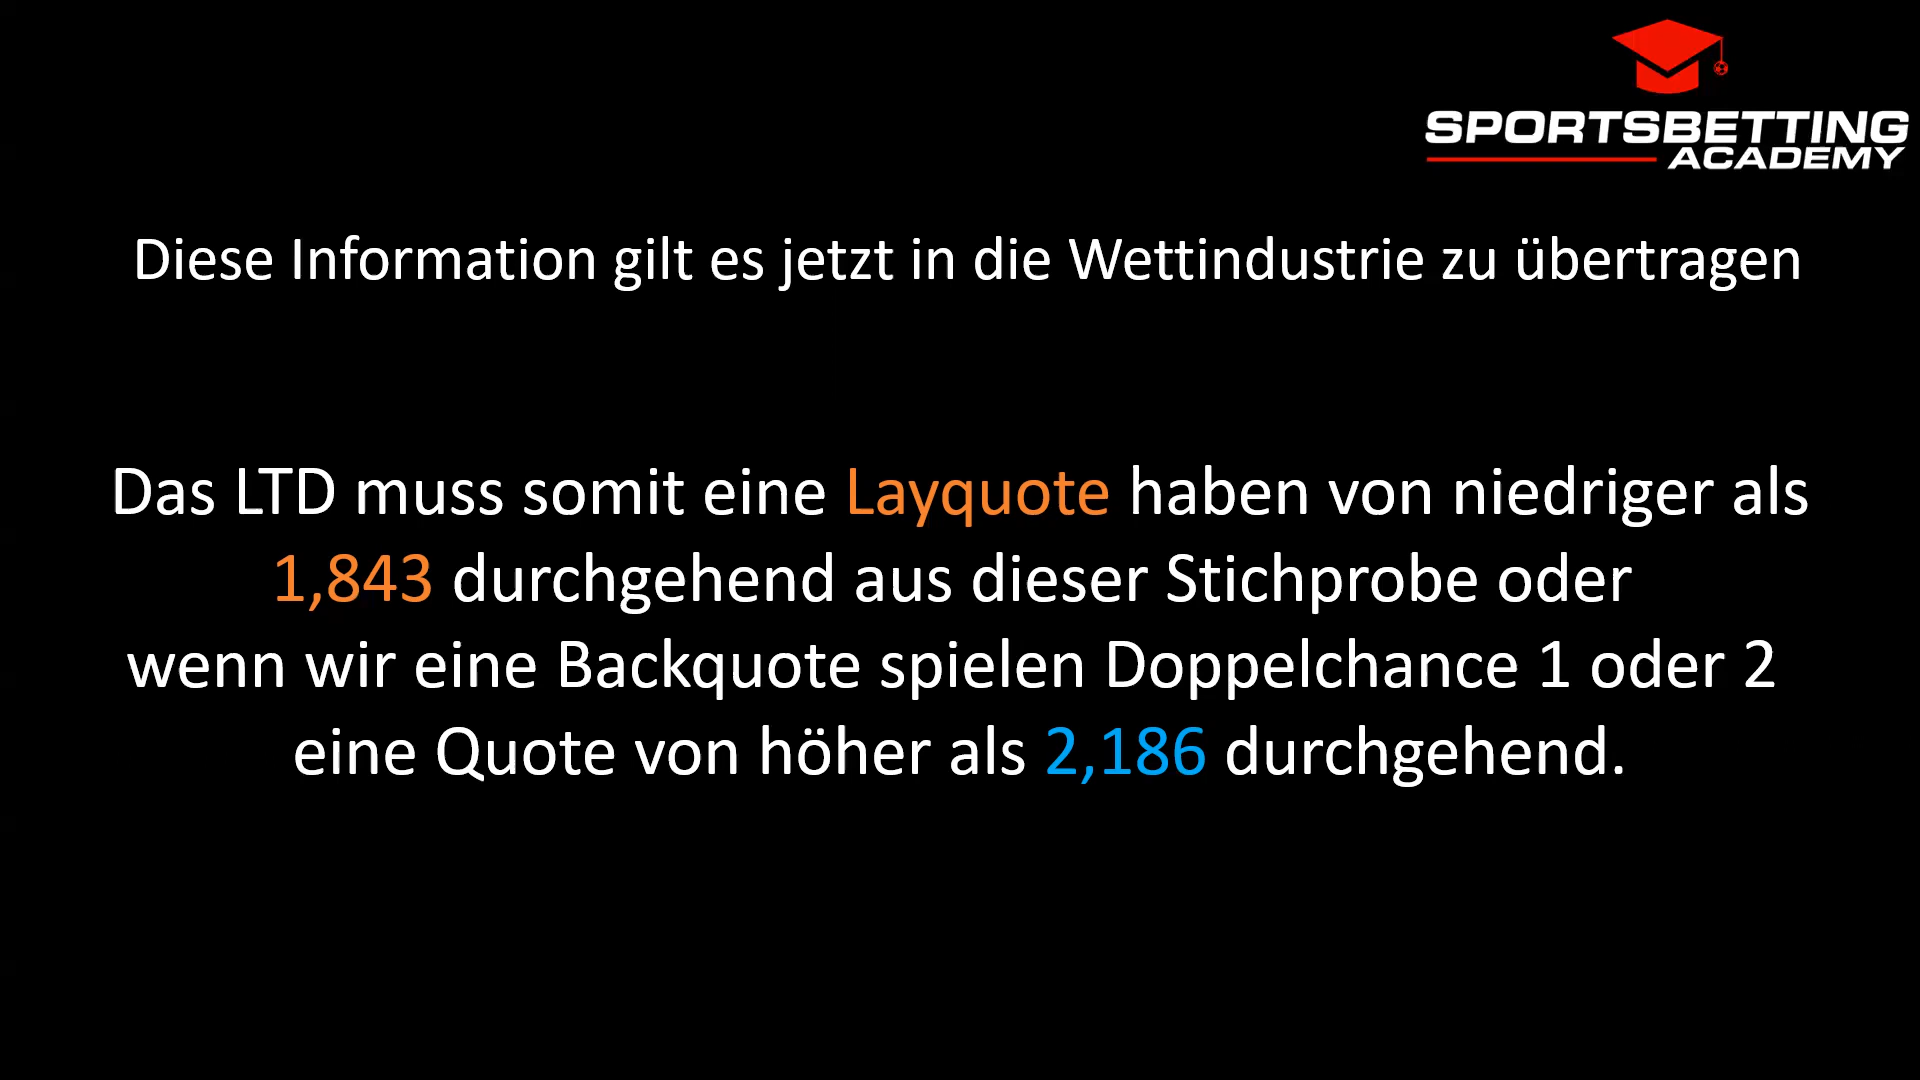 SPORTSBETTING
ACADEMY
Diese Information gilt es jetzt in die Wettindustrie zu übertragen
Das LTD muss somit eine Layquote haben von niedriger als
1,843 durchgehend aus dieser Stichprobe oder
wenn wir eine Backquote spielen Doppelchance 1 oder 2
eine Quote von höher als 2,186 durchgehend.